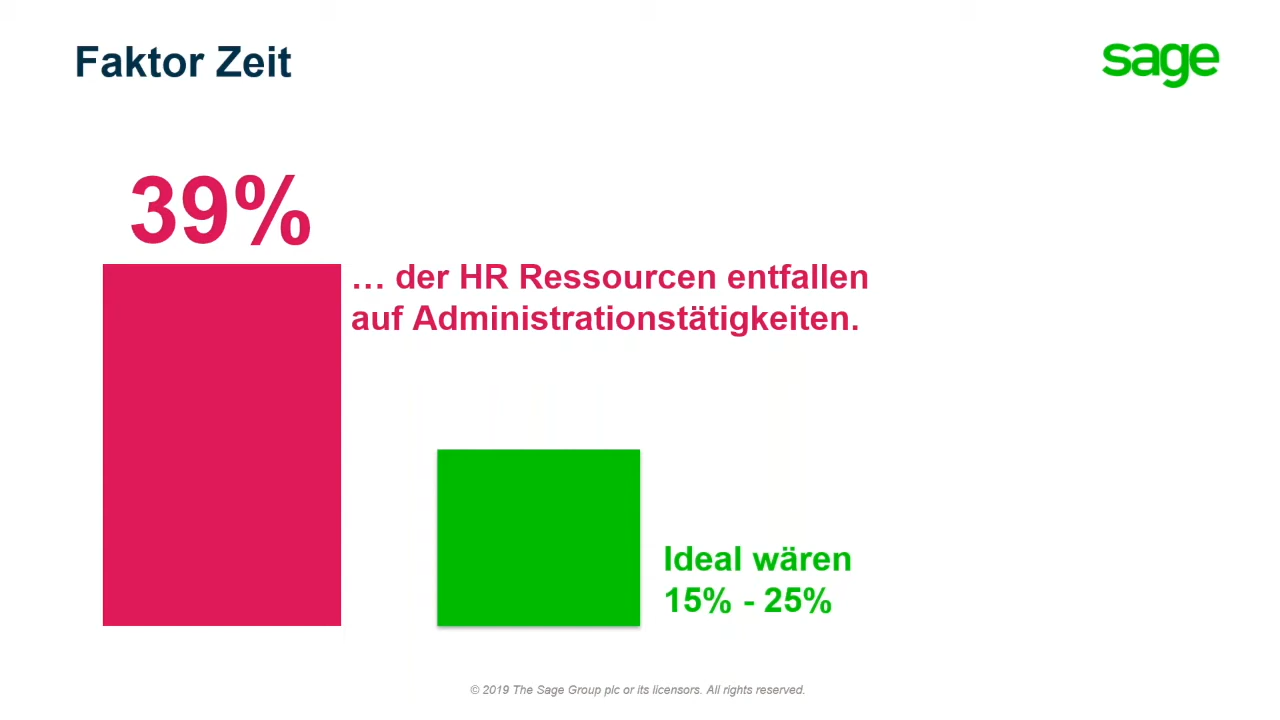 Faktor Zeit
sage
39%
… der HR Ressourcen entfallen
auf Administrationstätigkeiten.
Ideal wären
15% - 25%
© 2019 The Sage Group plc or its licensors. All rights reserved.